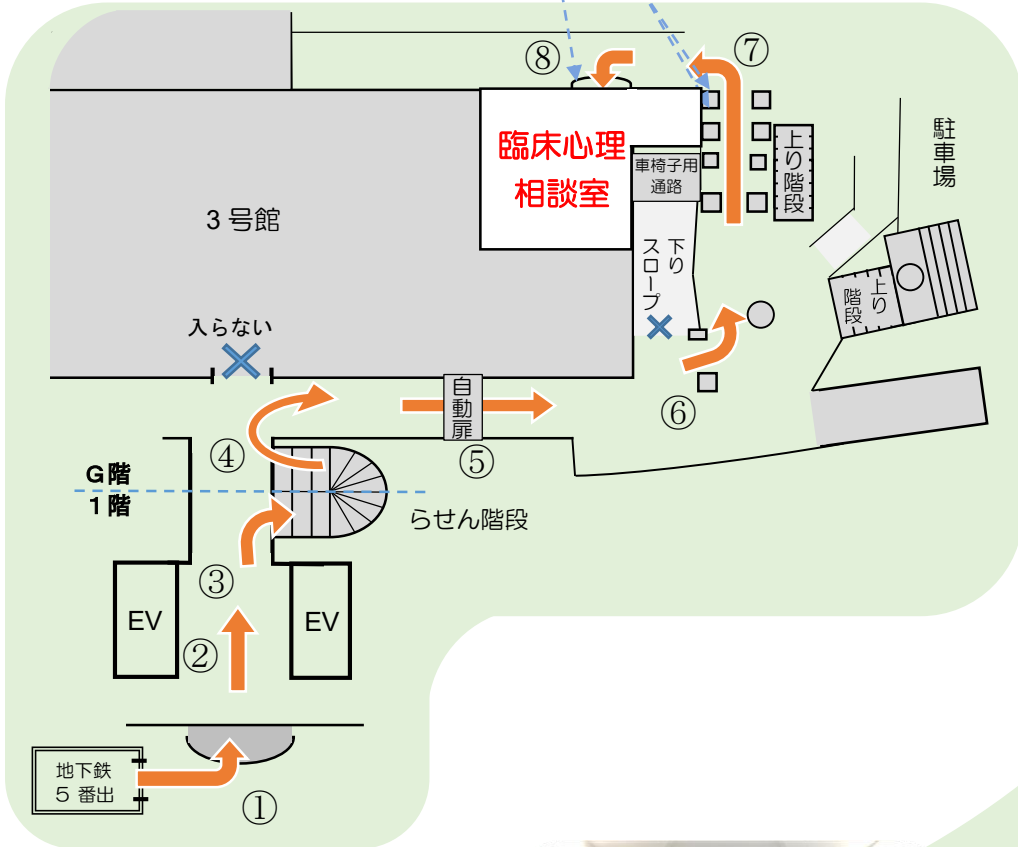 ⑧
⑦
臨床心理
相談室
車椅子用
通路
上り階段
駐車場
3号館
下り
スロープ
上り
階段
入らない
自動扉
⑥
④
⑤
G階
1階
らせん階段
③
EV
EV
②
地下鉄
5 番出
①